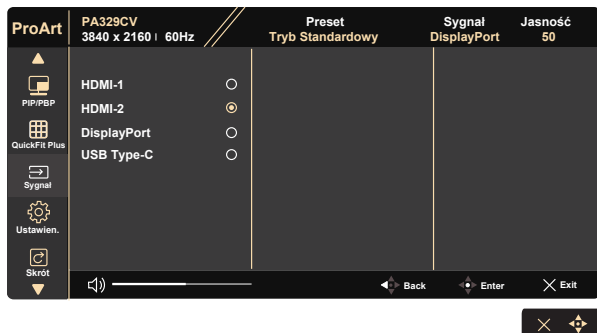 ProArt
PA329CV
3840 x 2160 | 60Hz
Preset
Tryb Standardowy
Sygnał
DisplayPort
Jasność
50
PIP/PBP
QuickFit Plus
Sygnał
Ustawien.
Skrót
HDMI-1
HDMI-2
DisplayPort
USB Type-C
Back
Enter
Exit